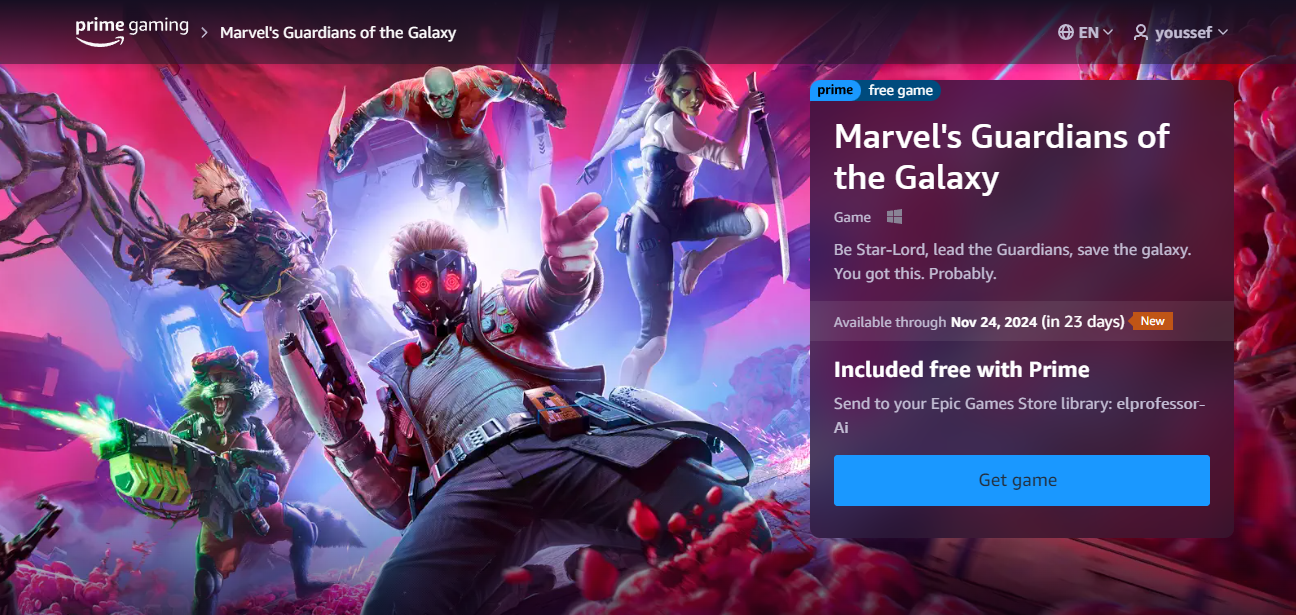 prime gaming > Marvel's Guardians of the Galaxy EN youssef
prime free game
Marvel's Guardians of
the Galaxy
Game
Be Star-Lord, lead the Guardians, save the galaxy.
You got this. Probably.
Available through Nov 24, 2024 (in 23 days) New
Included free with Prime
Send to your Epic Games Store library: elprofessor-
Ai
Get game